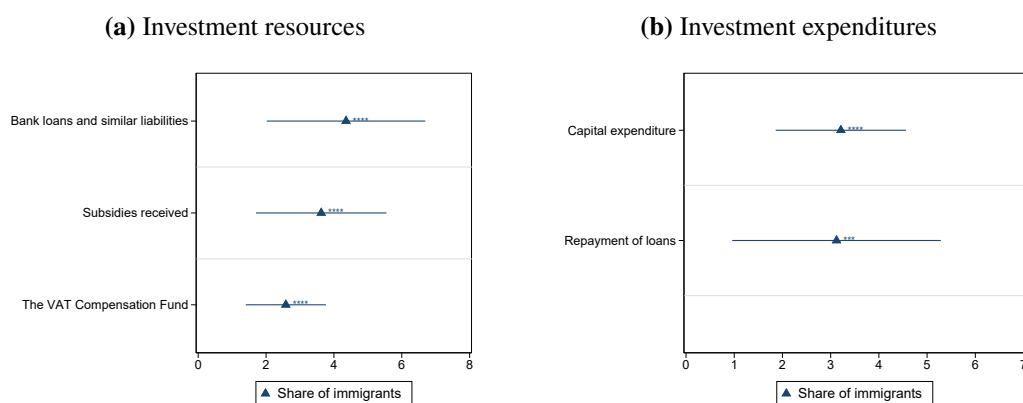 (a) Investment resources
Bank loans and similar liabilities
****
Subsidies received
****
The VAT Compensation Fund
****
0 2 4 6 8
Share of immigrants
(b) Investment expenditures
Capital expenditure
****
Repayment of loans
***
0 1 2 3 4 5 6 7
Share of immigrants